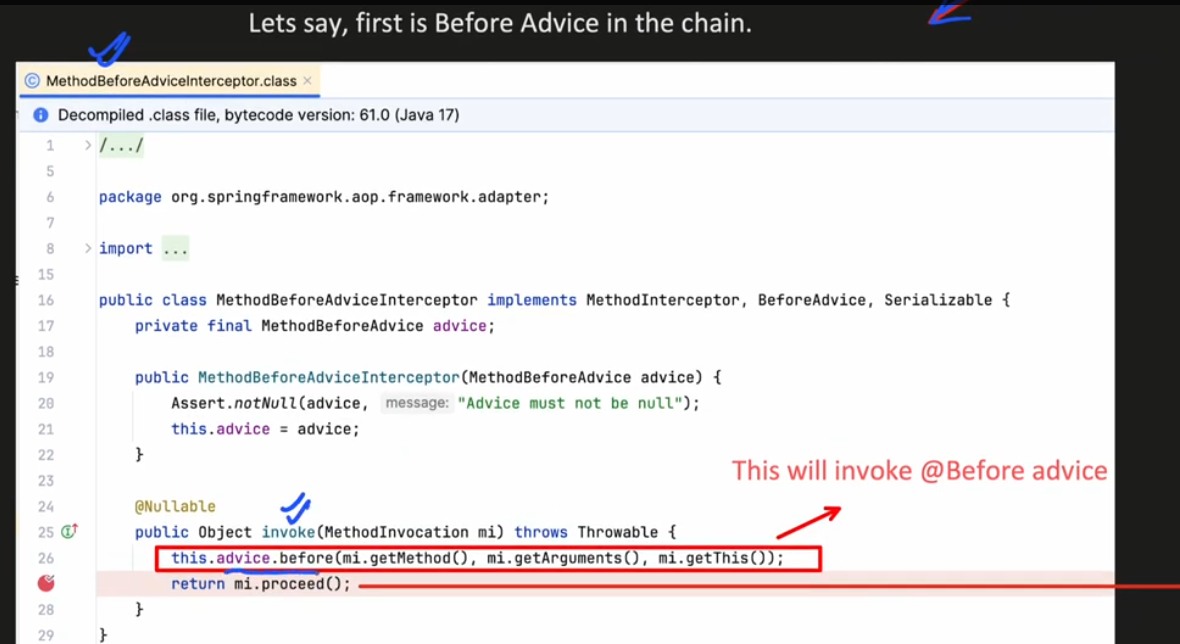 Lets say, first is Before Advice in the chain.
MethodBeforeAdviceInterceptor.class
Decompiled .class file, bytecode version: 61.0 (Java 17)
1 /.../
5
6 package org.springframework.aop.framework.adapter;
7
8 import ...
15
16 public class MethodBeforeAdviceInterceptor implements MethodInterceptor, BeforeAdvice, Serializable {
17 private final MethodBeforeAdvice advice;
18
19 public MethodBeforeAdviceInterceptor(MethodBeforeAdvice advice) {
20 Assert.notNull(advice, message: "Advice must not be null");
21 this.advice = advice;
22 }
23
This will invoke @Before advice
24 @Nullable
25 public Object invoke(MethodInvocation mi) throws Throwable {
26 this.advice.before(mi.getMethod(), mi.getArguments(), mi.getThis());
return mi.proceed();
28 }
29 }